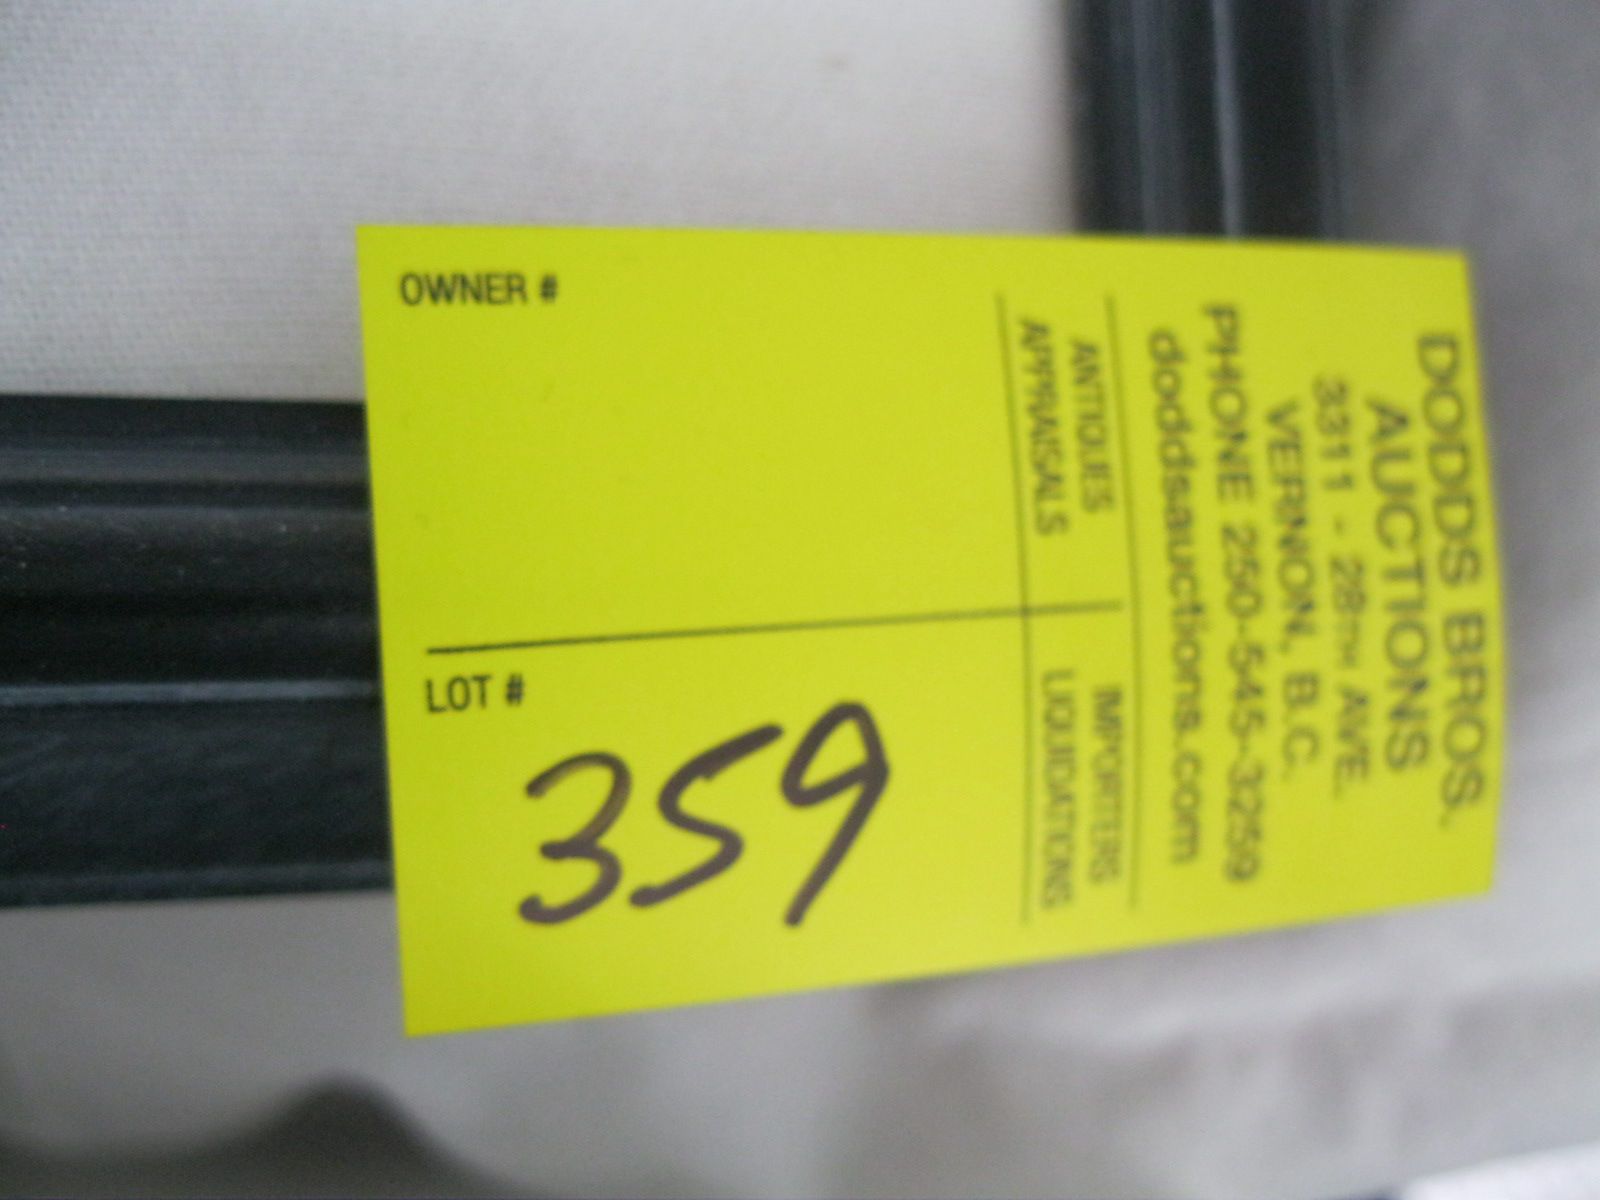 DODDS BROS.
AUCTIONS
3311 - 28TH AVE.
VERNON, B.C.
PHONE 250-545-3259
doddsauctions.com
ANTIQUES
APPRAISALS
IMPORTERS
LIQUIDATIONS
OWNER #
LOT #
359